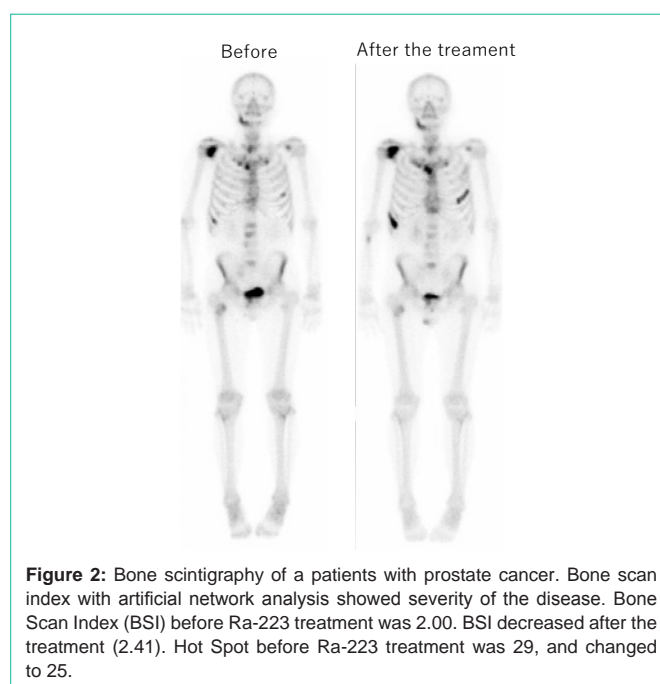 Before
After the treament
Figure 2: Bone scintigraphy of a patients with prostate cancer. Bone scan
index with artificial network analysis showed severity of the disease. Bone
Scan Index (BSI) before Ra-223 treatment was 2.00. BSI decreased after the
treatment (2.41). Hot Spot before Ra-223 treatment was 29, and changed
to 25.